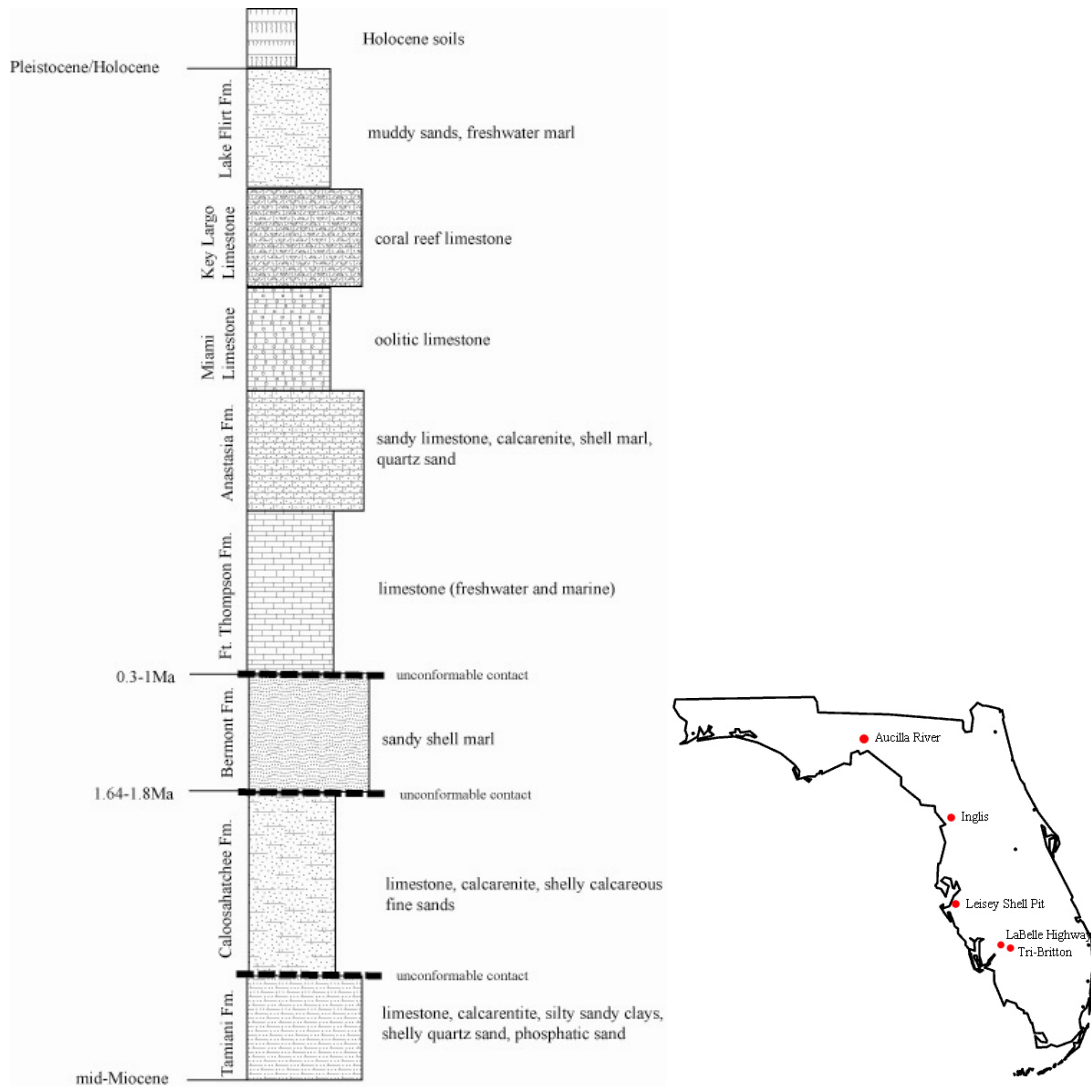 Holocene soils
Pleistocene/Holocene
Lake Flirt Fm.
muddy sands, freshwater marl
Key Largo
Limestone
coral reef limestone
Miami
Limestone
oolitic limestone
Anastasia Fm.
sandy limestone, calcarenite, shell marl,
quartz sand
Ft. Thompson Fm.
limestone (freshwater and marine)
0.3-1Ma
unconformable contact
Bermont Fm.
sandy shell marl
1.64-1.8Ma
unconformable contact
Caloosahatchee Fm.
limestone, calcarenite, shelly calcareous
fine sands
unconformable contact
Tamiani Fm.
limestone, calcarentite, silty sandy clays,
shelly quartz sand, phosphatic sand
mid-Miocene
Aucilla River
Inglis
Leisey Shell Pit
LaBelle Highway
Tri-Britton